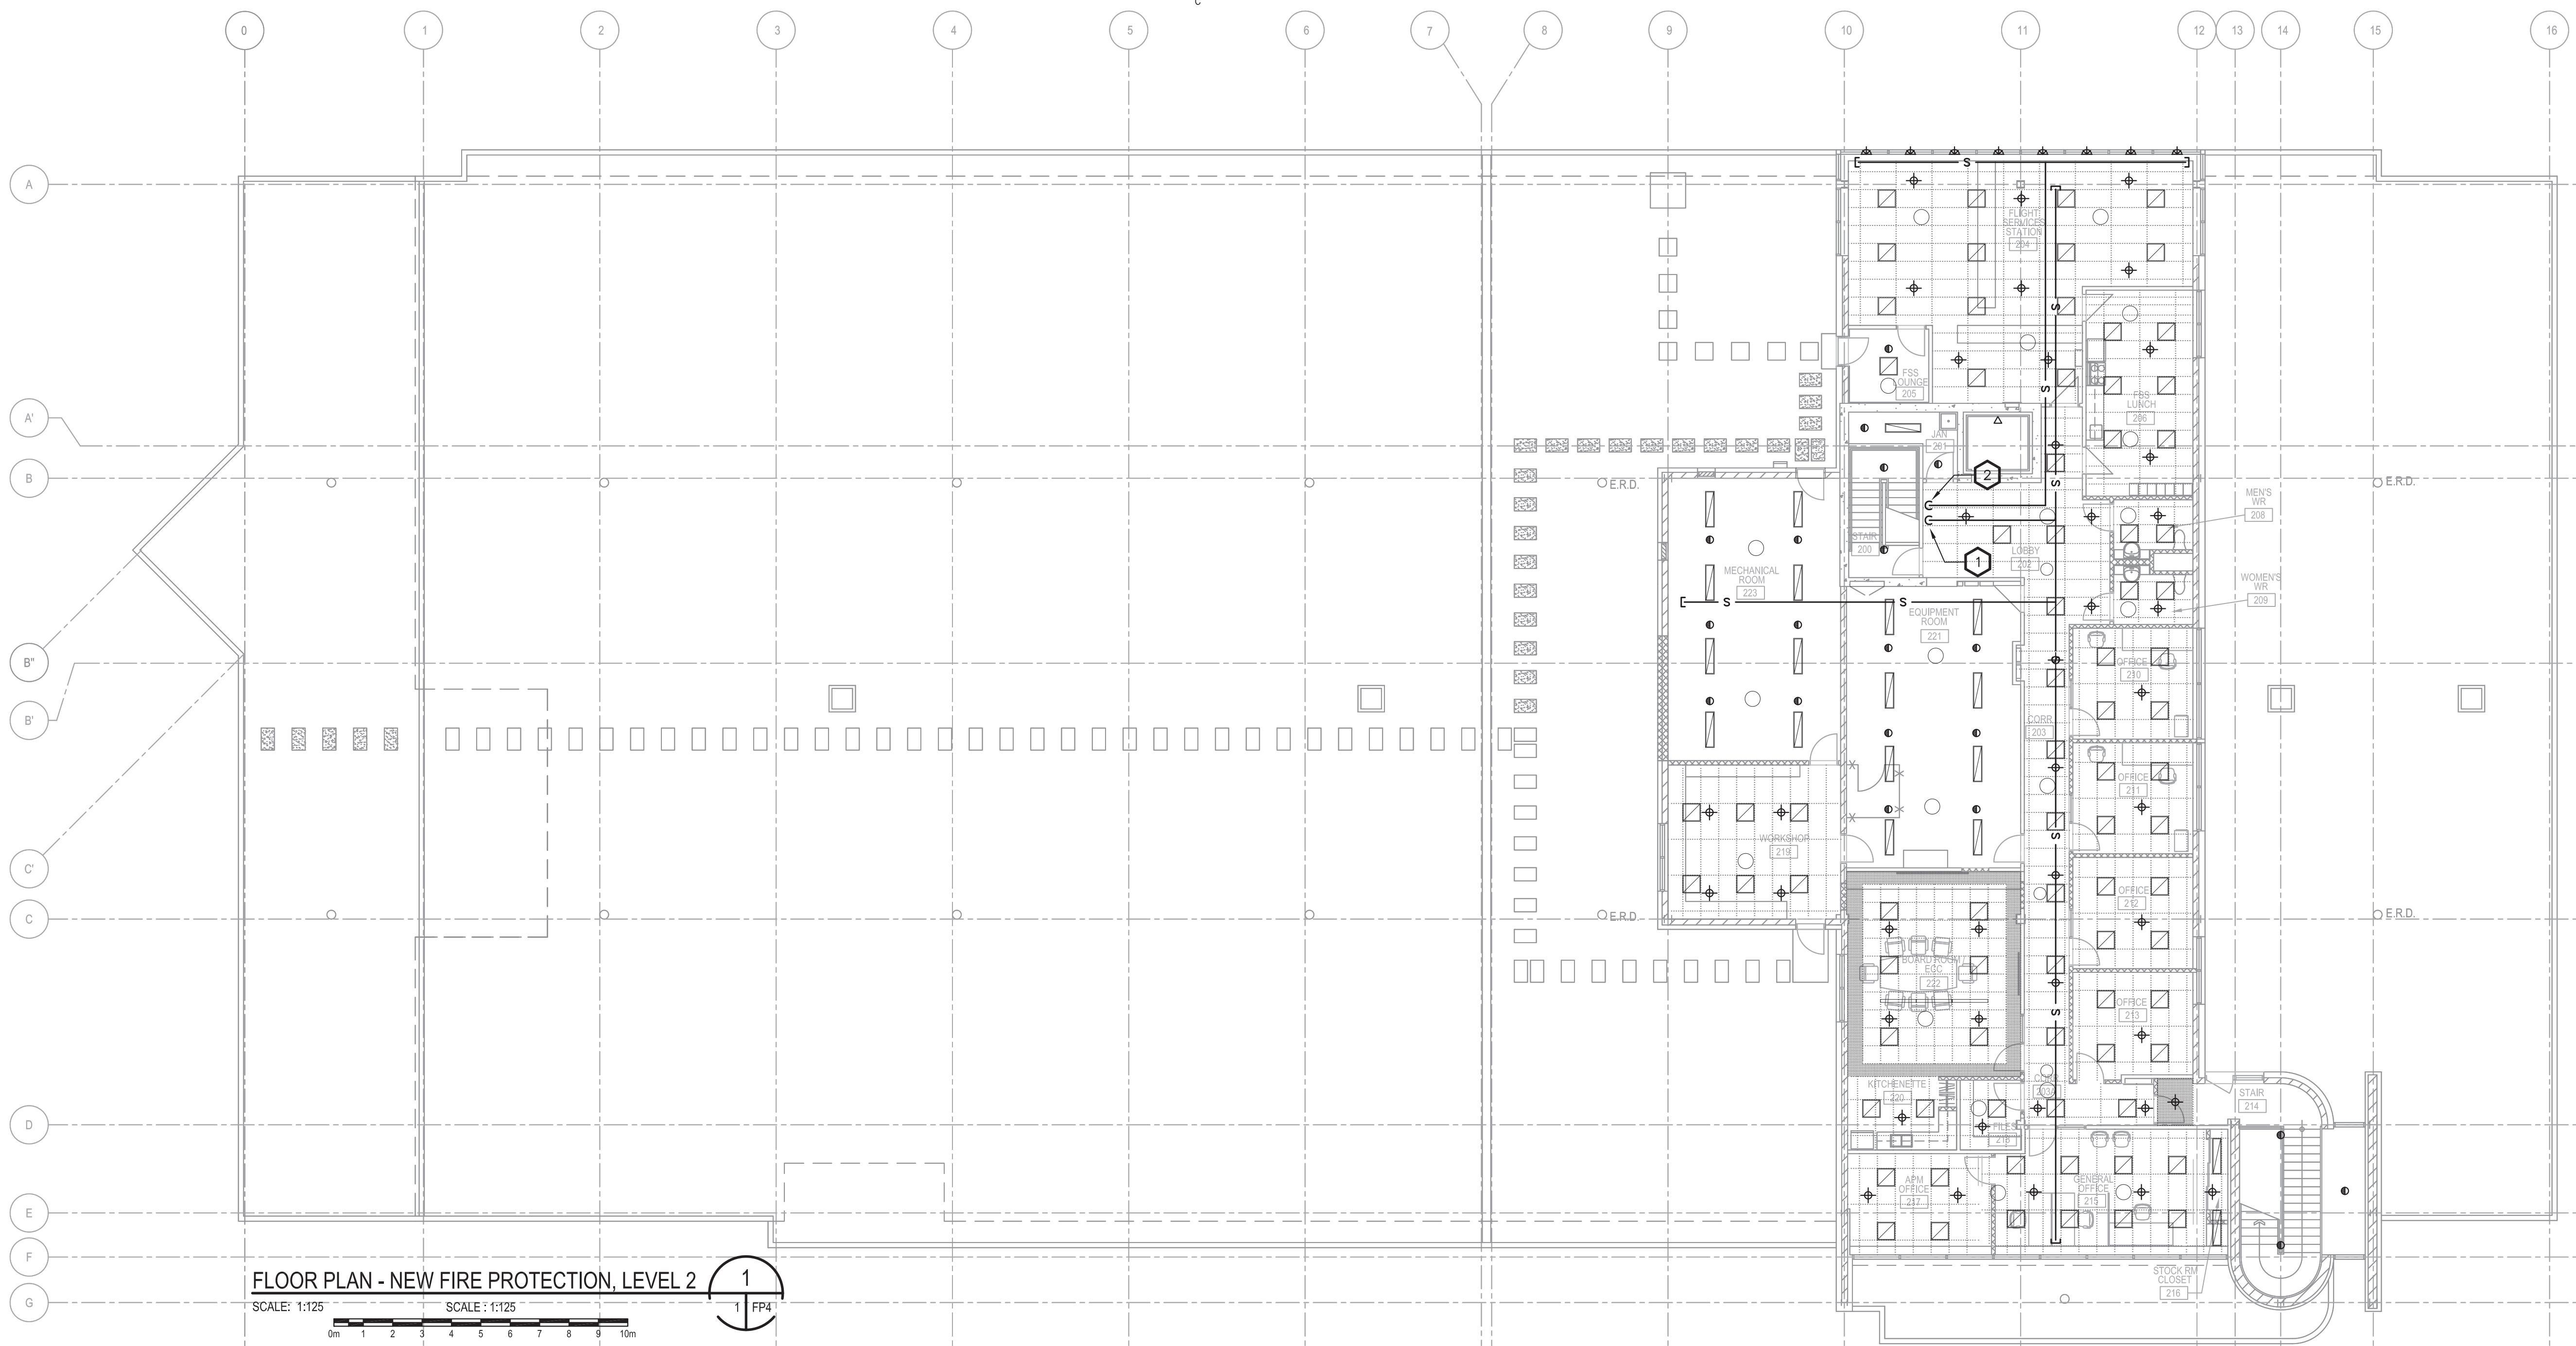 C
0
1
2
3
4
5
6
7
8
9
10
11
12
13
14
15
16
A
A'
B
B"
B'
C'
C
D
E
F
G
S
FLIGHT
SERVICES
STATION
204
S
FSS
LOUNGE
205
S
FSS
LUNCH
206
JAN
201
2
S
E.R.D.
E.R.D.
MEN'S
WR
208
STAIR
200
1
LOBBY
202
MECHANICAL
ROOM
223
WOMEN'S
WR
209
S
S
EQUIPMENT
ROOM
221
OFFICE
210
CORR.
203
OFFICE
211
X
X
X
X
WORKSHOP
219
S
OFFICE
212
E.R.D.
E.R.D.
BOARD ROOM /
EOC
222
OFFICE
213
S
KITCHENETTE
220
CORR.
203A
STAIR
214
FILES
218
APM
OFFICE
217
GENERAL
OFFICE
215
STOCK RM
CLOSET
216
FLOOR PLAN - NEW FIRE PROTECTION, LEVEL 2
1
1 FP4
SCALE: 1:125
SCALE : 1:125
0m 1 2 3 4 5 6 7 8 9 10m